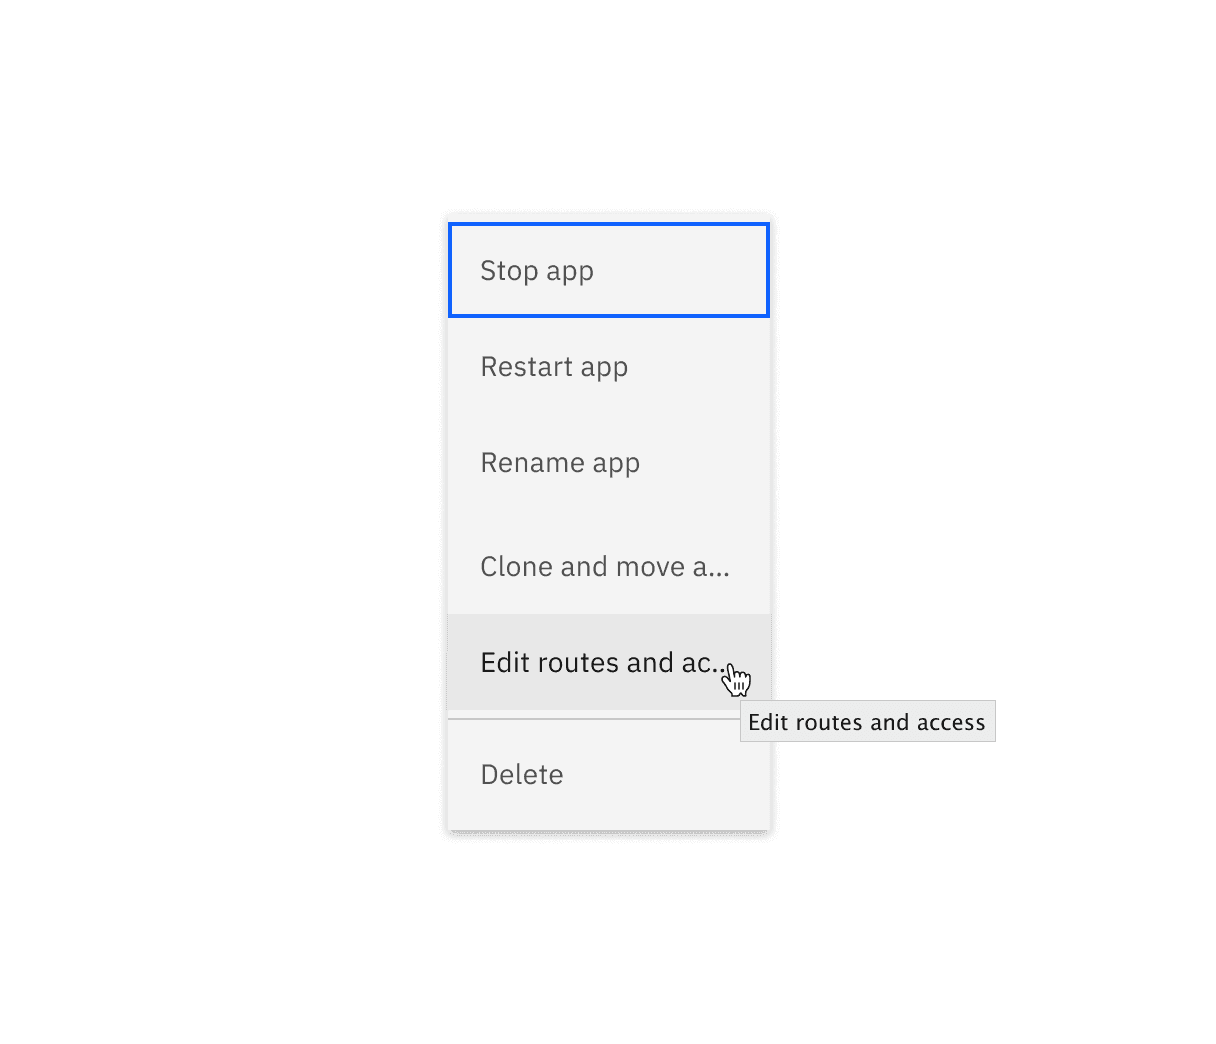 Stop app
Restart app
Rename app
Clone and move a...
Edit routes and ac...
Edit routes and access
Delete